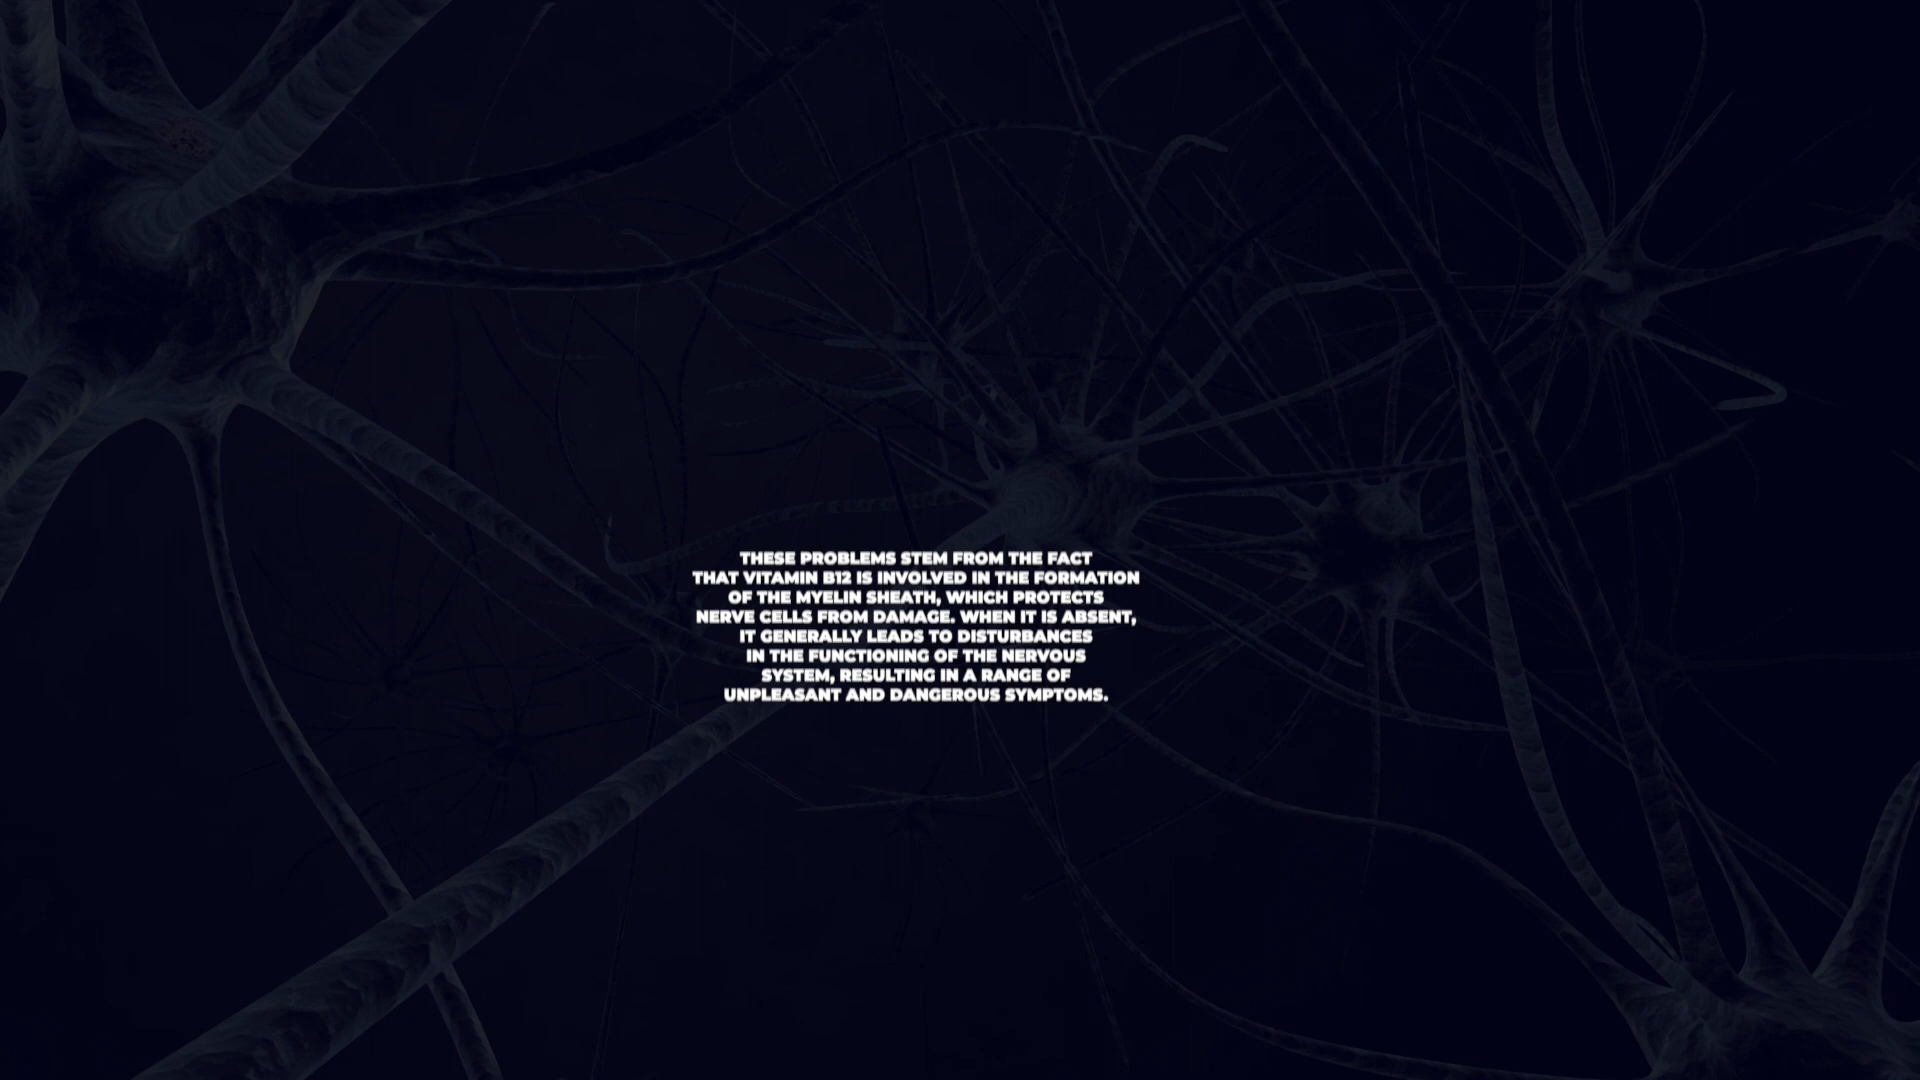 THESE PROBLEMS STEM FROM THE FACT
THAT VITAMIN B12 IS INVOLVED IN THE FORMATION
OF THE MYELIN SHEATH, WHICH PROTECTS
NERVE CELLS FROM DAMAGE. WHEN IT IS ABSENT,
IT GENERALLY LEADS TO DISTURBANCES
IN THE FUNCTIONING OF THE NERVOUS
SYSTEM, RESULTING IN A RANGE OF
UNPLEASANT AND DANGEROUS SYMPTOMS.